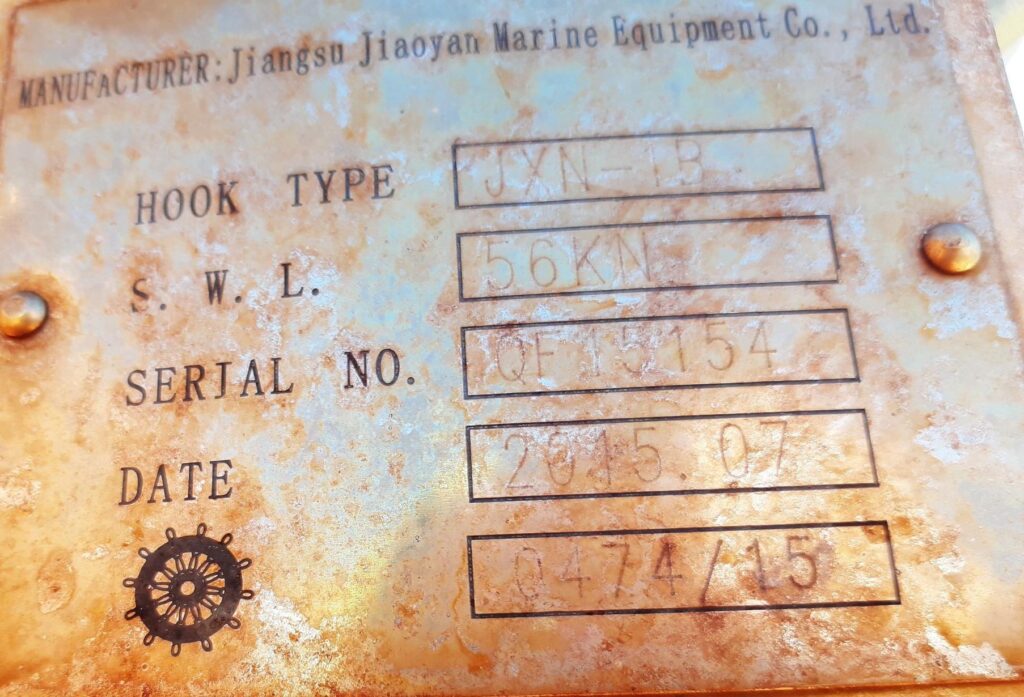 MANUFACTURER: Jiangsu Jiaoyan Marine Equipment Co., Ltd.
HOOK TYPE JXN-1B
S. W. L. 56KN
SERIAL NO. QF15154
DATE 2015.07
0474/15